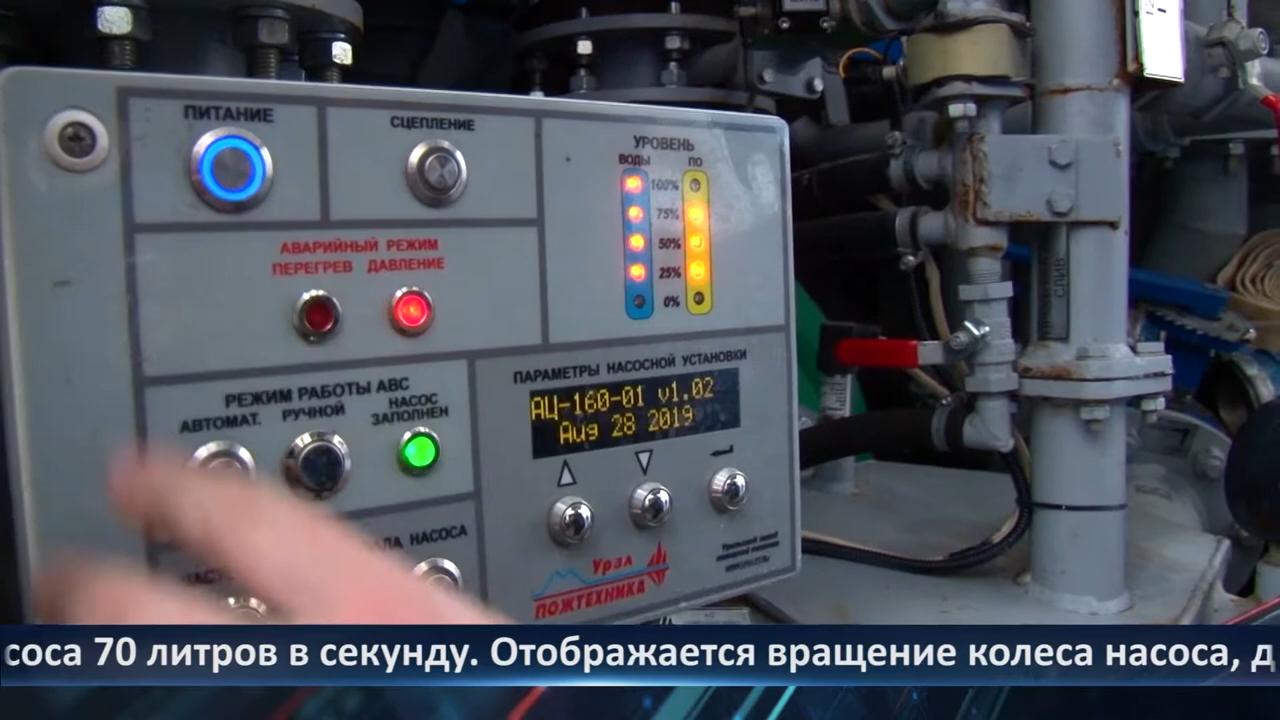 ПИТАНИЕ
СЦЕПЛЕНИЕ
УРОВЕНЬ
ВОДЫ ПО
100%
75%
50%
25%
0%
АВАРИЙНЫЙ РЕЖИМ
ПЕРЕГРЕВ ДАВЛЕНИЕ
РЕЖИМ РАБОТЫ АВС
АВТОМАТ. РУЧНОЙ НАСОС ЗАПОЛНЕН
ПАРАМЕТРЫ НАСОСНОЙ УСТАНОВКИ
АЦ-160-01 v1.02
Aug 28 2019
НАСОСА
Урал
ПОЖТЕХНИКА
СЛИВ
соса 70 литров в секунду. Отображается вращение колеса насоса, д